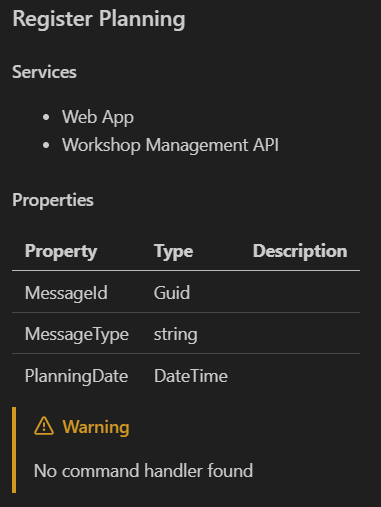 Register Planning
Services
• Web App
• Workshop Management API
Properties
Property Type Description
MessageId Guid
MessageType string
PlanningDate DateTime
Warning
No command handler found